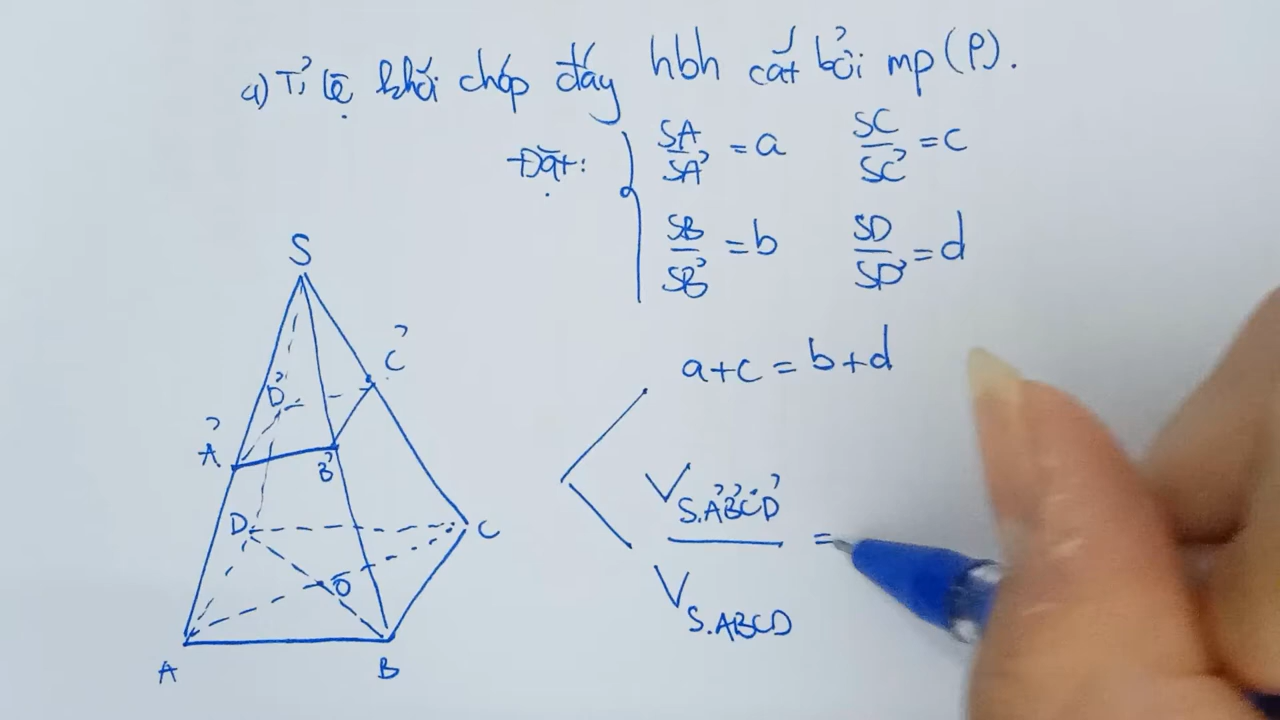 a) Tỉ lệ khối chóp đáy hbh cắt bởi mp (P).
Đặt: { SA/SA' = a SC/SC' = c
SB/SB' = b SD/SD' = d
a+c = b+d
V S.A'B'C'D' / V S.ABCD =
S
C'
D'
A'
B'
D
C
O
A
B